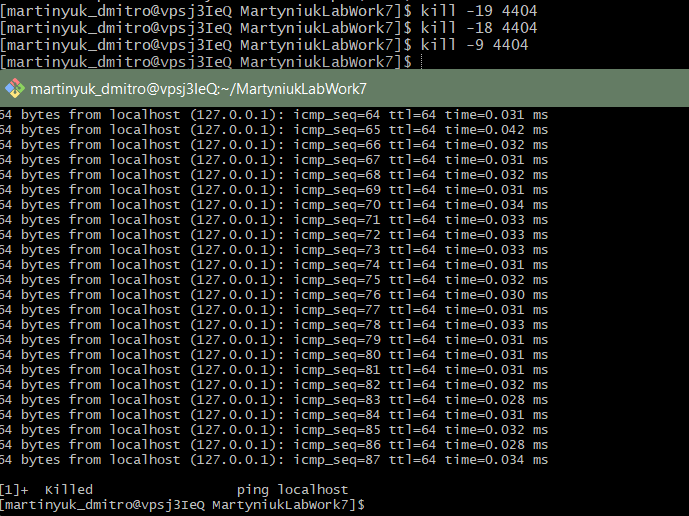 [martinyuk_dmitro@vpsj3IeQ MartyniukLabWork7]$ kill -19 4404
[martinyuk_dmitro@vpsj3IeQ MartyniukLabWork7]$ kill -18 4404
[martinyuk_dmitro@vpsj3IeQ MartyniukLabWork7]$ kill -9 4404
[martinyuk_dmitro@vpsj3IeQ MartyniukLabWork7]$
martinyuk_dmitro@vpsj3IeQ:~/MartyniukLabWork7
64 bytes from localhost (127.0.0.1): icmp_seq=64 ttl=64 time=0.031 ms
64 bytes from localhost (127.0.0.1): icmp_seq=65 ttl=64 time=0.042 ms
64 bytes from localhost (127.0.0.1): icmp_seq=66 ttl=64 time=0.032 ms
64 bytes from localhost (127.0.0.1): icmp_seq=67 ttl=64 time=0.031 ms
64 bytes from localhost (127.0.0.1): icmp_seq=68 ttl=64 time=0.032 ms
64 bytes from localhost (127.0.0.1): icmp_seq=69 ttl=64 time=0.031 ms
64 bytes from localhost (127.0.0.1): icmp_seq=70 ttl=64 time=0.034 ms
64 bytes from localhost (127.0.0.1): icmp_seq=71 ttl=64 time=0.033 ms
64 bytes from localhost (127.0.0.1): icmp_seq=72 ttl=64 time=0.033 ms
64 bytes from localhost (127.0.0.1): icmp_seq=73 ttl=64 time=0.033 ms
64 bytes from localhost (127.0.0.1): icmp_seq=74 ttl=64 time=0.031 ms
64 bytes from localhost (127.0.0.1): icmp_seq=75 ttl=64 time=0.032 ms
64 bytes from localhost (127.0.0.1): icmp_seq=76 ttl=64 time=0.030 ms
64 bytes from localhost (127.0.0.1): icmp_seq=77 ttl=64 time=0.031 ms
64 bytes from localhost (127.0.0.1): icmp_seq=78 ttl=64 time=0.033 ms
64 bytes from localhost (127.0.0.1): icmp_seq=79 ttl=64 time=0.031 ms
64 bytes from localhost (127.0.0.1): icmp_seq=80 ttl=64 time=0.031 ms
64 bytes from localhost (127.0.0.1): icmp_seq=81 ttl=64 time=0.031 ms
64 bytes from localhost (127.0.0.1): icmp_seq=82 ttl=64 time=0.032 ms
64 bytes from localhost (127.0.0.1): icmp_seq=83 ttl=64 time=0.028 ms
64 bytes from localhost (127.0.0.1): icmp_seq=84 ttl=64 time=0.031 ms
64 bytes from localhost (127.0.0.1): icmp_seq=85 ttl=64 time=0.032 ms
64 bytes from localhost (127.0.0.1): icmp_seq=86 ttl=64 time=0.028 ms
64 bytes from localhost (127.0.0.1): icmp_seq=87 ttl=64 time=0.034 ms
[1]+  Killed                  ping localhost
[martinyuk_dmitro@vpsj3IeQ MartyniukLabWork7]$